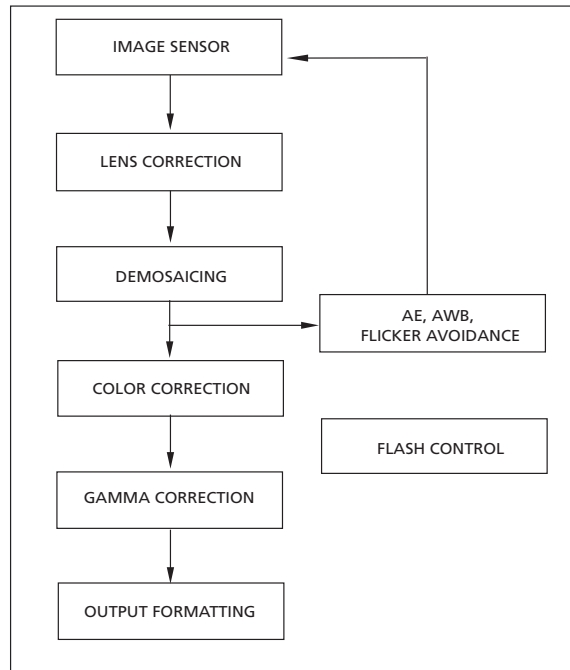 IMAGE SENSOR
LENS CORRECTION
DEMOSAICING
AE, AWB,
FLICKER AVOIDANCE
COLOR CORRECTION
FLASH CONTROL
GAMMA CORRECTION
OUTPUT FORMATTING